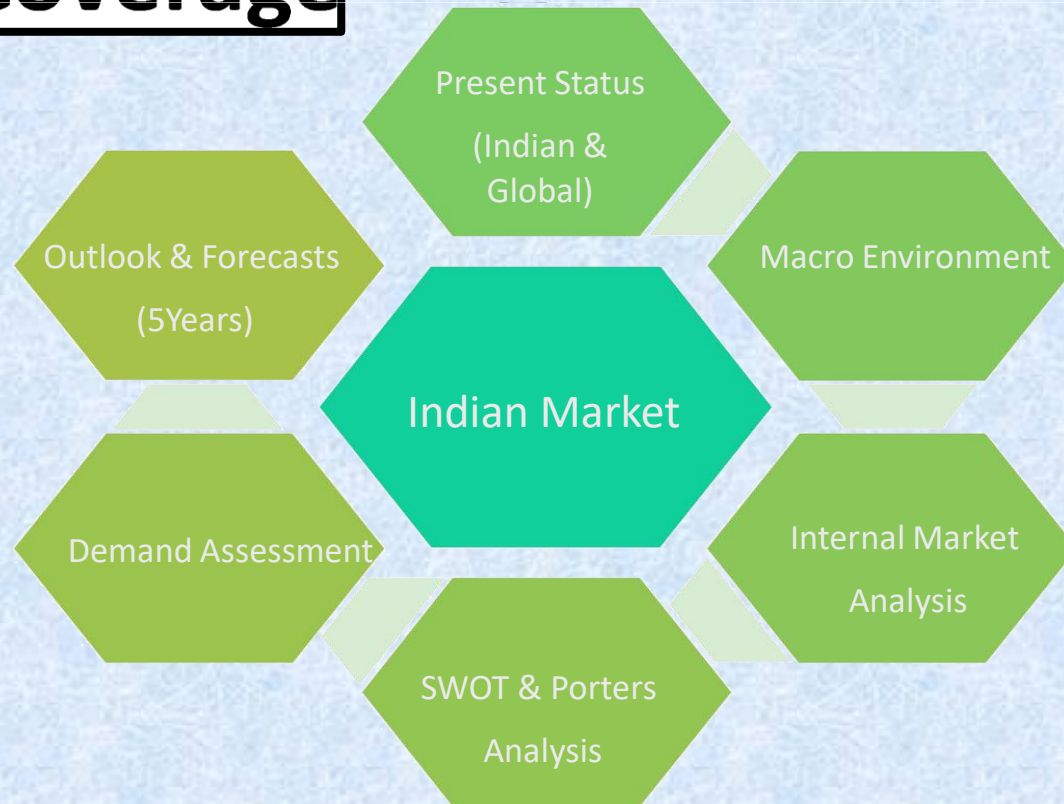 Coverage
Present Status
(Indian &
Global)
Macro Environment
Internal Market
Analysis
SWOT & Porters
Analysis
Demand Assessment
Outlook & Forecasts
(5Years)
Indian Market